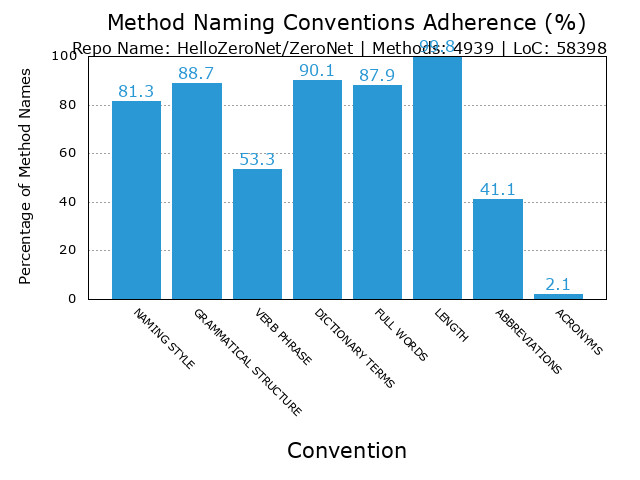 Method Naming Conventions Adherence (%)
Repo Name: HelloZeroNet/ZeroNet | Methods: 4939 | LoC: 58398
Percentage of Method Names
100
80
60
40
20
0
81.3
88.7
53.3
90.1
87.9
99.8
41.1
2.1
NAMING STYLE
GRAMMATICAL STRUCTURE
VERB PHRASE
DICTIONARY TERMS
FULL WORDS
LENGTH
ABBREVIATIONS
ACRONYMS
Convention